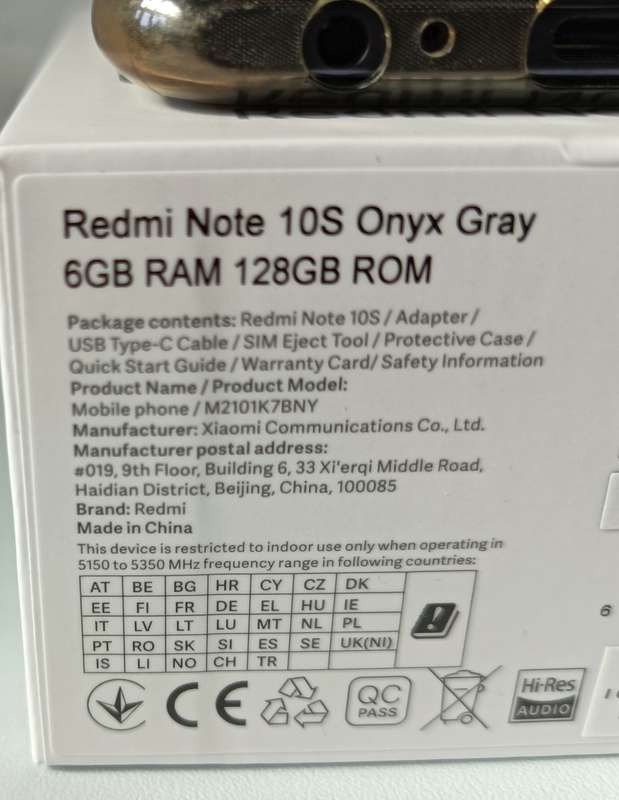 Redmi Note 10S Onyx Gray
6GB RAM 128GB ROM
Package contents: Redmi Note 10S / Adapter /
USB Type-C Cable / SIM Eject Tool / Protective Case /
Quick Start Guide / Warranty Card/ Safety Information
Product Name / Product Model:
Mobile phone / M2101K7BNY
Manufacturer: Xiaomi Communications Co., Ltd.
Manufacturer postal address:
#019, 9th Floor, Building 6, 33 Xi'erqi Middle Road,
Haidian District, Beijing, China, 100085
Brand: Redmi
Made in China
This device is restricted to indoor use only when operating in
5150 to 5350 MHz frequency range in following countries:
AT BE BG HR CY CZ DK
EE FI FR DE EL HU IE
IT LV LT LU MT NL PL
PT RO SK SI ES SE UK(NI)
IS LI NO CH TR
CE QC Hi-Res
PASS AUDIO
6